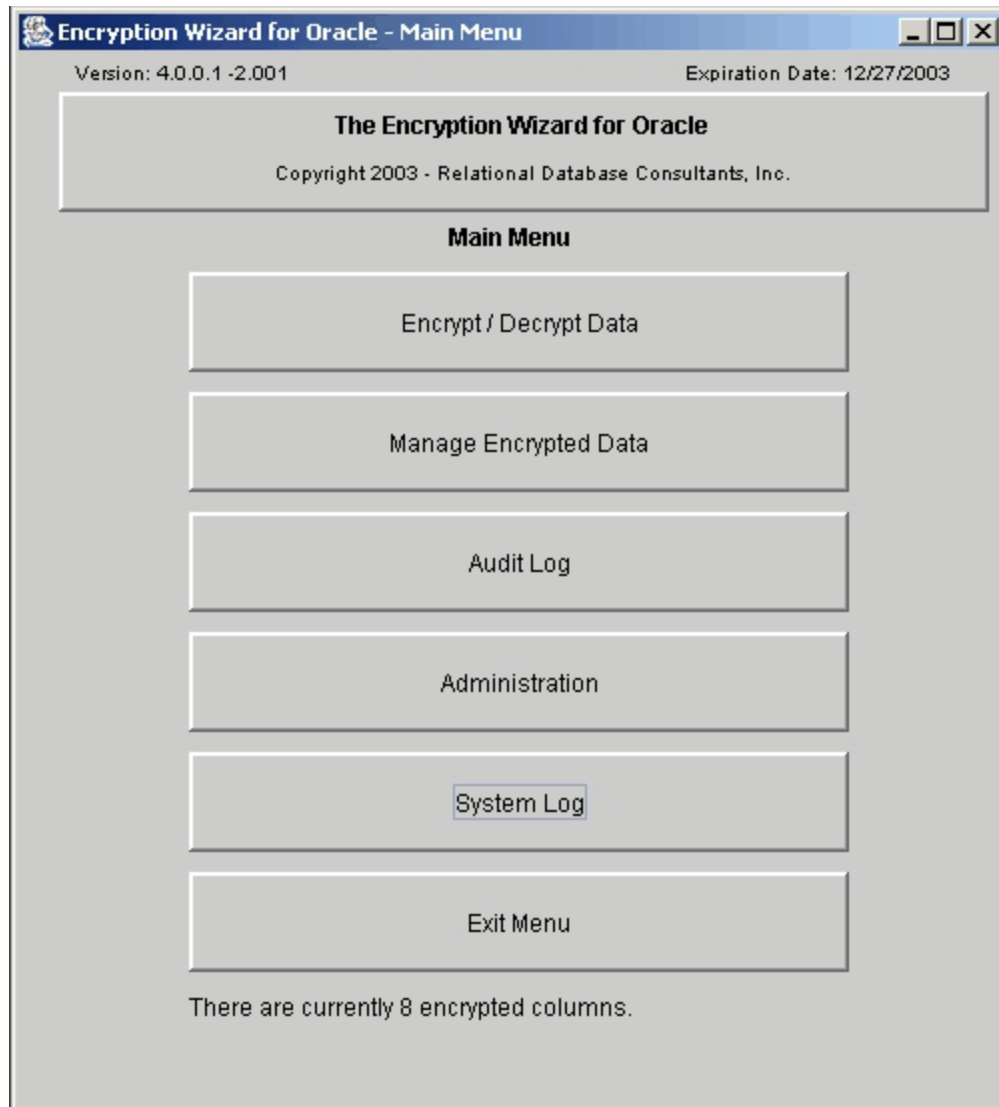 Encryption Wizard for Oracle - Main Menu
Version: 4.0.0.1 -2.001 Expiration Date: 12/27/2003
The Encryption Wizard for Oracle
Copyright 2003 - Relational Database Consultants, Inc.
Main Menu
Encrypt / Decrypt Data
Manage Encrypted Data
Audit Log
Administration
System Log
Exit Menu
There are currently 8 encrypted columns.